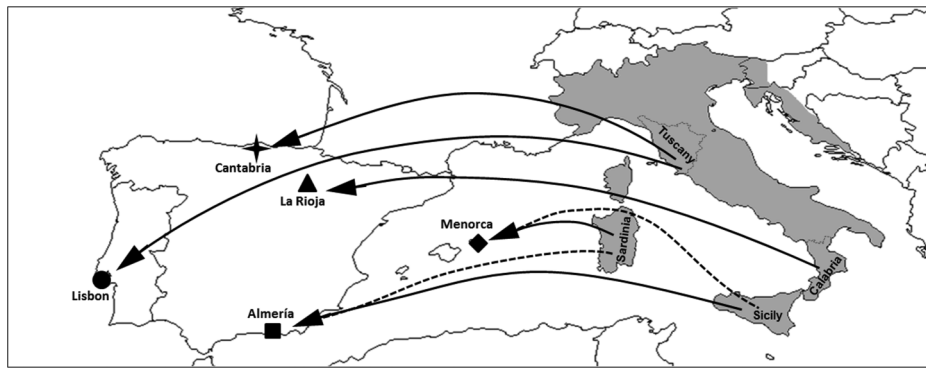 Tuscany
Cantabria
La Rioja
Menorca
Sardinia
Calabria
Lisbon
Almería
Sicily